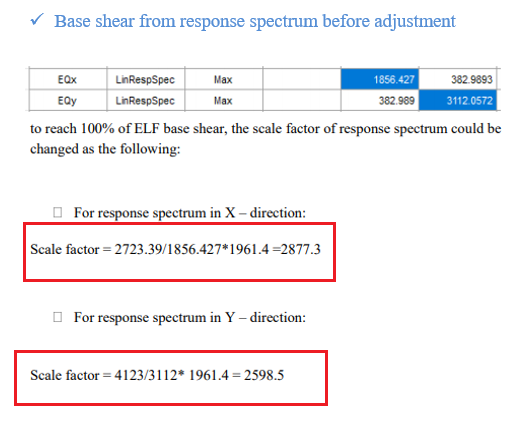 ✓ Base shear from response spectrum before adjustment
EQx LinRespSpec Max 1856.427 382.9893
EQy LinRespSpec Max 382.989 3112.0572
to reach 100% of ELF base shear, the scale factor of response spectrum could be
changed as the following:
□ For response spectrum in X – direction:
Scale factor = 2723.39/1856.427*1961.4 =2877.3
□ For response spectrum in Y – direction:
Scale factor = 4123/3112* 1961.4 = 2598.5